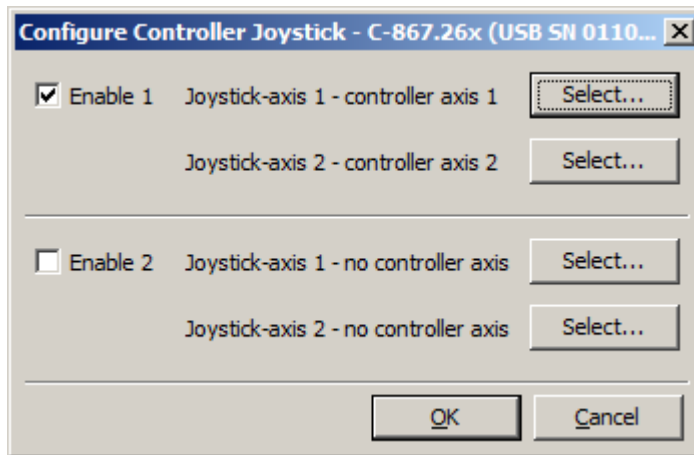 Configure Controller Joystick - C-867.26x (USB SN 0110...
Enable 1 Joystick-axis 1 - controller axis 1 Select...
Joystick-axis 2 - controller axis 2 Select...
Enable 2 Joystick-axis 1 - no controller axis Select...
Joystick-axis 2 - no controller axis Select...
OK Cancel